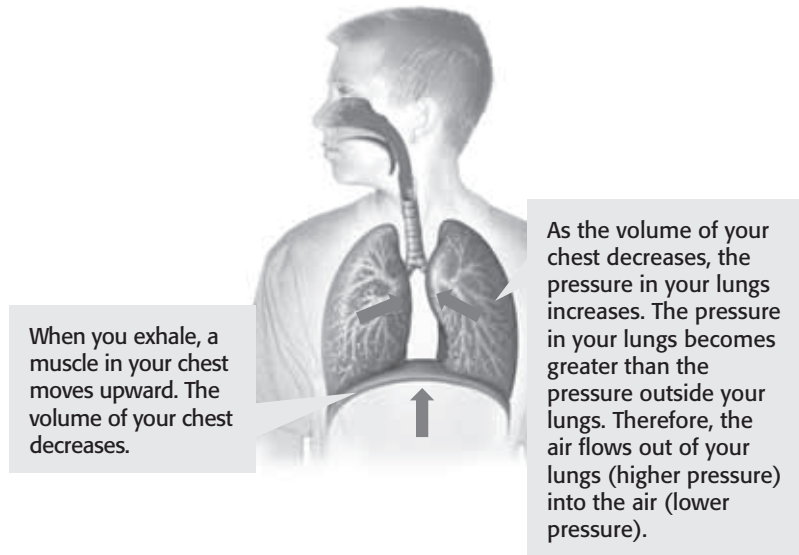 When you exhale, a
muscle in your chest
moves upward. The
volume of your chest
decreases.
As the volume of your
chest decreases, the
pressure in your lungs
increases. The pressure
in your lungs becomes
greater than the
pressure outside your
lungs. Therefore, the
air flows out of your
lungs (higher pressure)
into the air (lower
pressure).